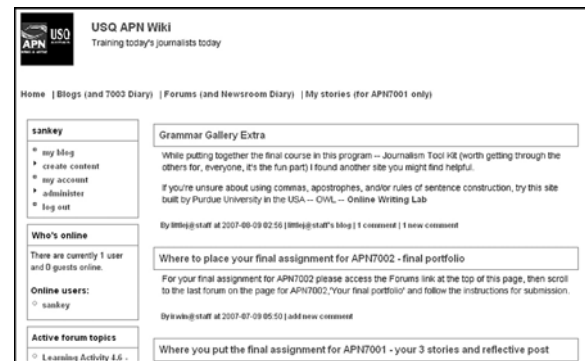 APN USQ
USQ APN Wiki
Training today's journalists today
Home | Blogs (and 7003 Diary) | Forums (and Newsroom Diary) | My stories (for APN7001 only)
sankey
my blog
create content
my account
administer
log out
Who's online
There are currently 1 user
and 0 guests online.
Online users:
sankey
Active forum topics
Learning Activity 4.6 -
Grammar Gallery Extra
While putting together the final course in this program -- Journalism Tool Kit (worth getting through the
others for, everyone, it's the fun part) I found another site you might find helpful.
If you're unsure about using commas, apostrophes, and/or rules of sentence construction, try this site
built by Purdue University in the USA -- OWL -- Online Writing Lab
By littlej@staff at 2007-08-09 02:56 | littlej@staff's blog | 1 comment | 1 new comment
Where to place your final assignment for APN7002 - final portfolio
For your final assignment for APN7002 please access the Forums link at the top of this page, then scroll
to the last forum on the page for APN7002,'Your final portfolio' and follow the instructions for submission.
By irwin@staff at 2007-07-09 05:50 | add new comment
Where you put the final assignment for APN7001 - your 3 stories and reflective post